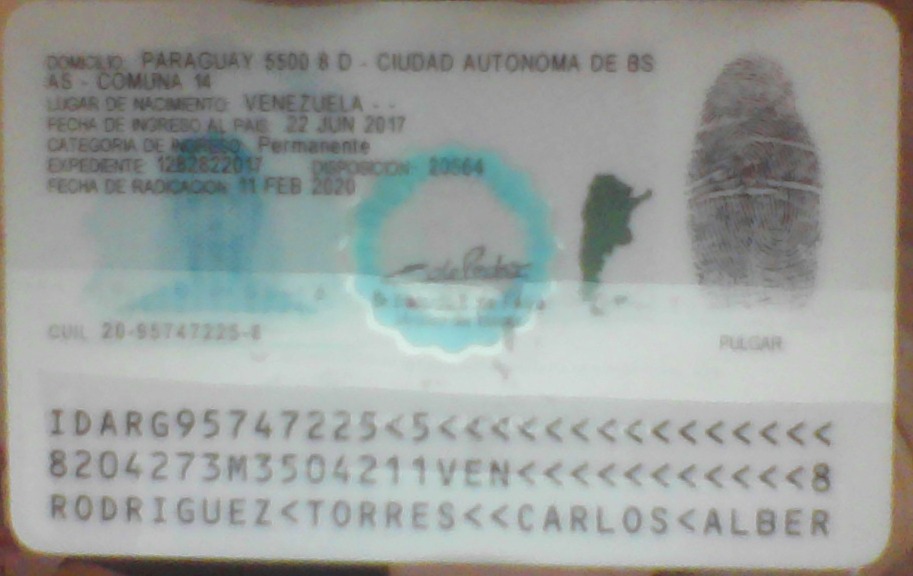 DOMICILIO: PARAGUAY 5500 8 D - CIUDAD AUTONOMA DE BS
AS - COMUNA 14
LUGAR DE NACIMIENTO: VENEZUELA - -
FECHA DE INGRESO AL PAIS: 22 JUN 2017
CATEGORIA DE INGRESO: Permanente
EXPEDIENTE: 1282822017 DISPOSICION: 20564
FECHA DE RADICACION: 11 FEB 2020
CUIL: 20-95747225-8
PULGAR
IDARG95747225<5<<<<<<<<<<<<<<<
8204273M3504211VEN<<<<<<<<<<<8
RODRIGUEZ<TORRES<<CARLOS<ALBER